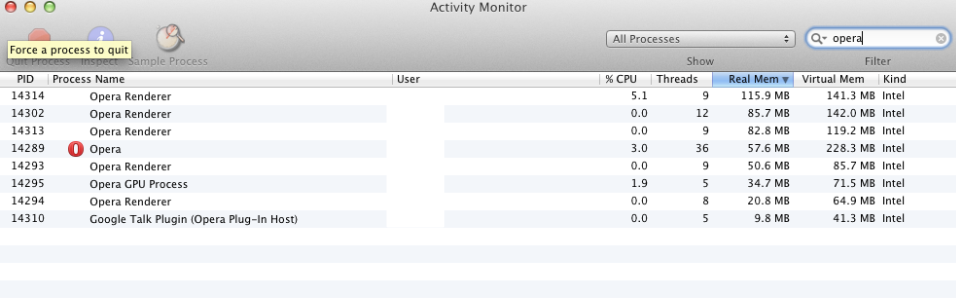 Activity Monitor
All Processes
opera
Force a process to quit
Quit Process Inspect Sample Process Show Filter
PID Process Name User % CPU Threads Real Mem Virtual Mem Kind
14314 Opera Renderer 5.1 9 115.9 MB 141.3 MB Intel
14302 Opera Renderer 0.0 12 85.7 MB 142.0 MB Intel
14313 Opera Renderer 0.0 9 82.8 MB 119.2 MB Intel
14289 Opera 3.0 36 57.6 MB 228.3 MB Intel
14293 Opera Renderer 0.0 9 50.6 MB 85.7 MB Intel
14295 Opera GPU Process 1.9 5 34.7 MB 71.5 MB Intel
14294 Opera Renderer 0.0 8 20.8 MB 64.9 MB Intel
14310 Google Talk Plugin (Opera Plug-In Host) 0.0 5 9.8 MB 41.3 MB Intel